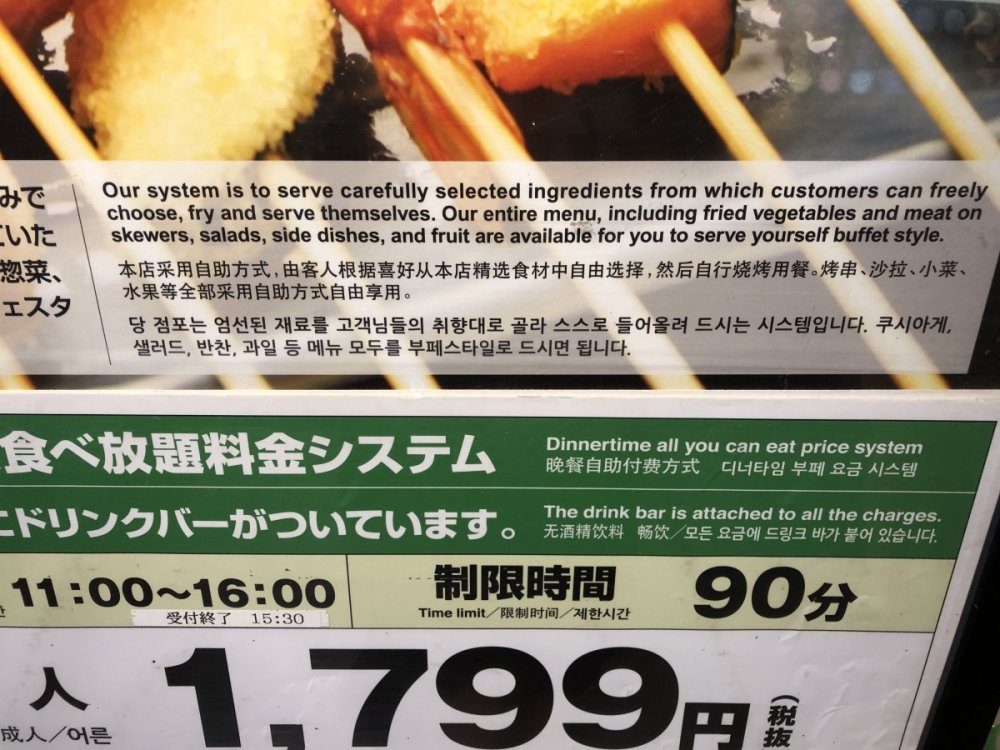 みで
ていた
惣菜、
ェスタ
Our system is to serve carefully selected ingredients from which customers can freely
choose, fry and serve themselves. Our entire menu, including fried vegetables and meat on
skewers, salads, side dishes, and fruit are available for you to serve yourself buffet style.
本店采用自助方式,由客人根据喜好从本店精选食材中自由选择,然后自行烧烤用餐。烤串、沙拉、小菜、
水果等全部采用自助方式自由享用。
당 점포는 엄선된 재료를 고객님들의 취향대로 골라 스스로 들어올려 드시는 시스템입니다. 쿠시아게,
샐러드, 반찬, 과일 등 메뉴 모두를 부페스타일로 드시면 됩니다.
食べ放題料金システム
Dinnertime all you can eat price system
晚餐自助付费方式 디너타임 부페 요금 시스템
にドリンクバーがついています。
The drink bar is attached to all the charges.
无酒精饮料 畅饮／모든 요금에 드링크 바가 붙어 있습니다.
11:00～16:00
受付終了 15:30
制限時間
Time limit／限制时间／제한시간
90分
人
成人／어른
1,799円
(税抜